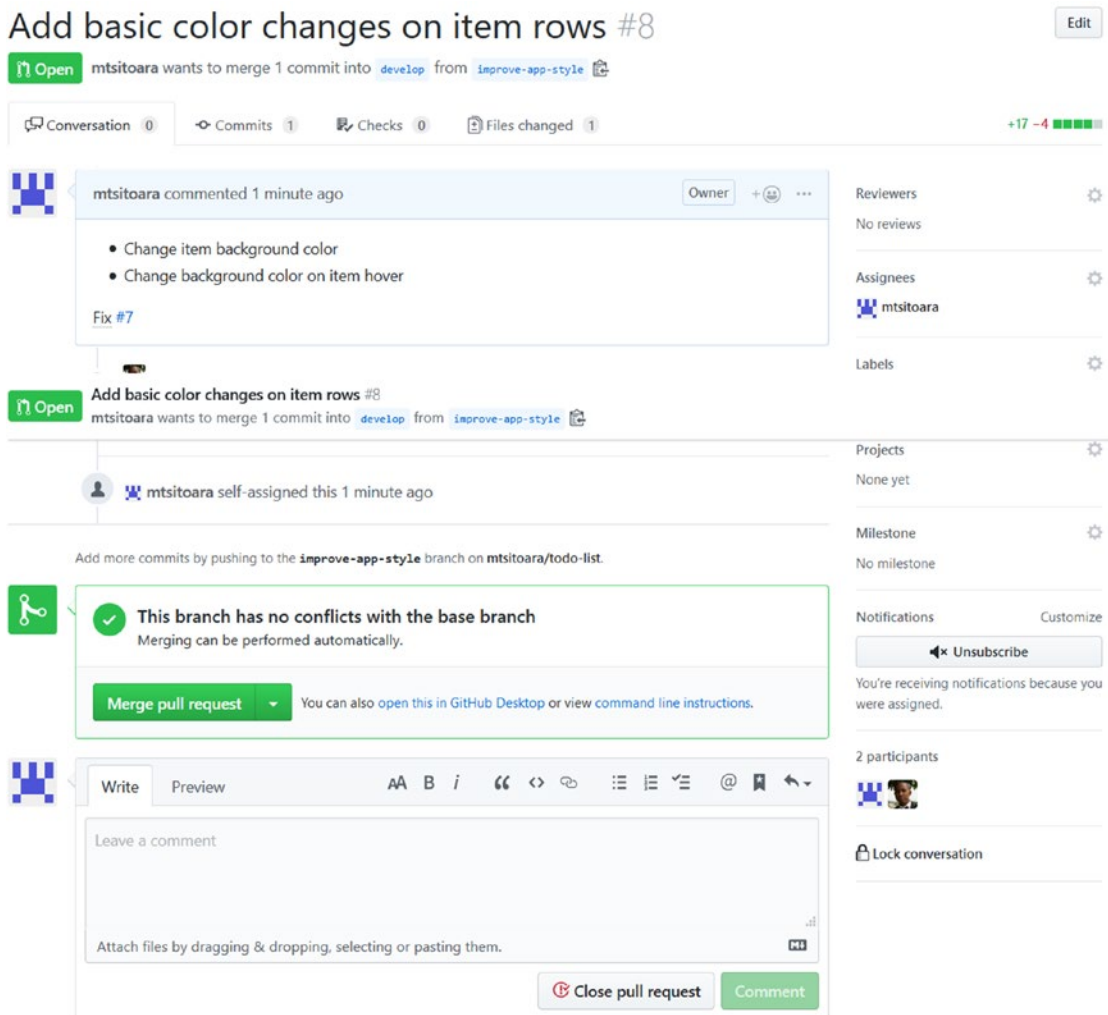 Add basic color changes on item rows #8
Edit
Open mtsitoara wants to merge 1 commit into develop from improve-app-style
Conversation 0 Commits 1 Checks 0 Files changed 1 +17 −4
mtsitoara commented 1 minute ago Owner
• Change item background color
• Change background color on item hover
Fix #7
Open Add basic color changes on item rows #8
mtsitoara wants to merge 1 commit into develop from improve-app-style
mtsitoara self-assigned this 1 minute ago
Add more commits by pushing to the improve-app-style branch on mtsitoara/todo-list.
This branch has no conflicts with the base branch
Merging can be performed automatically.
Merge pull request You can also open this in GitHub Desktop or view command line instructions.
Write Preview AA B i
Leave a comment
Attach files by dragging & dropping, selecting or pasting them.
Close pull request Comment
Reviewers
No reviews
Assignees
mtsitoara
Labels
Projects
None yet
Milestone
No milestone
Notifications Customize
Unsubscribe
You're receiving notifications because you
were assigned.
2 participants
Lock conversation